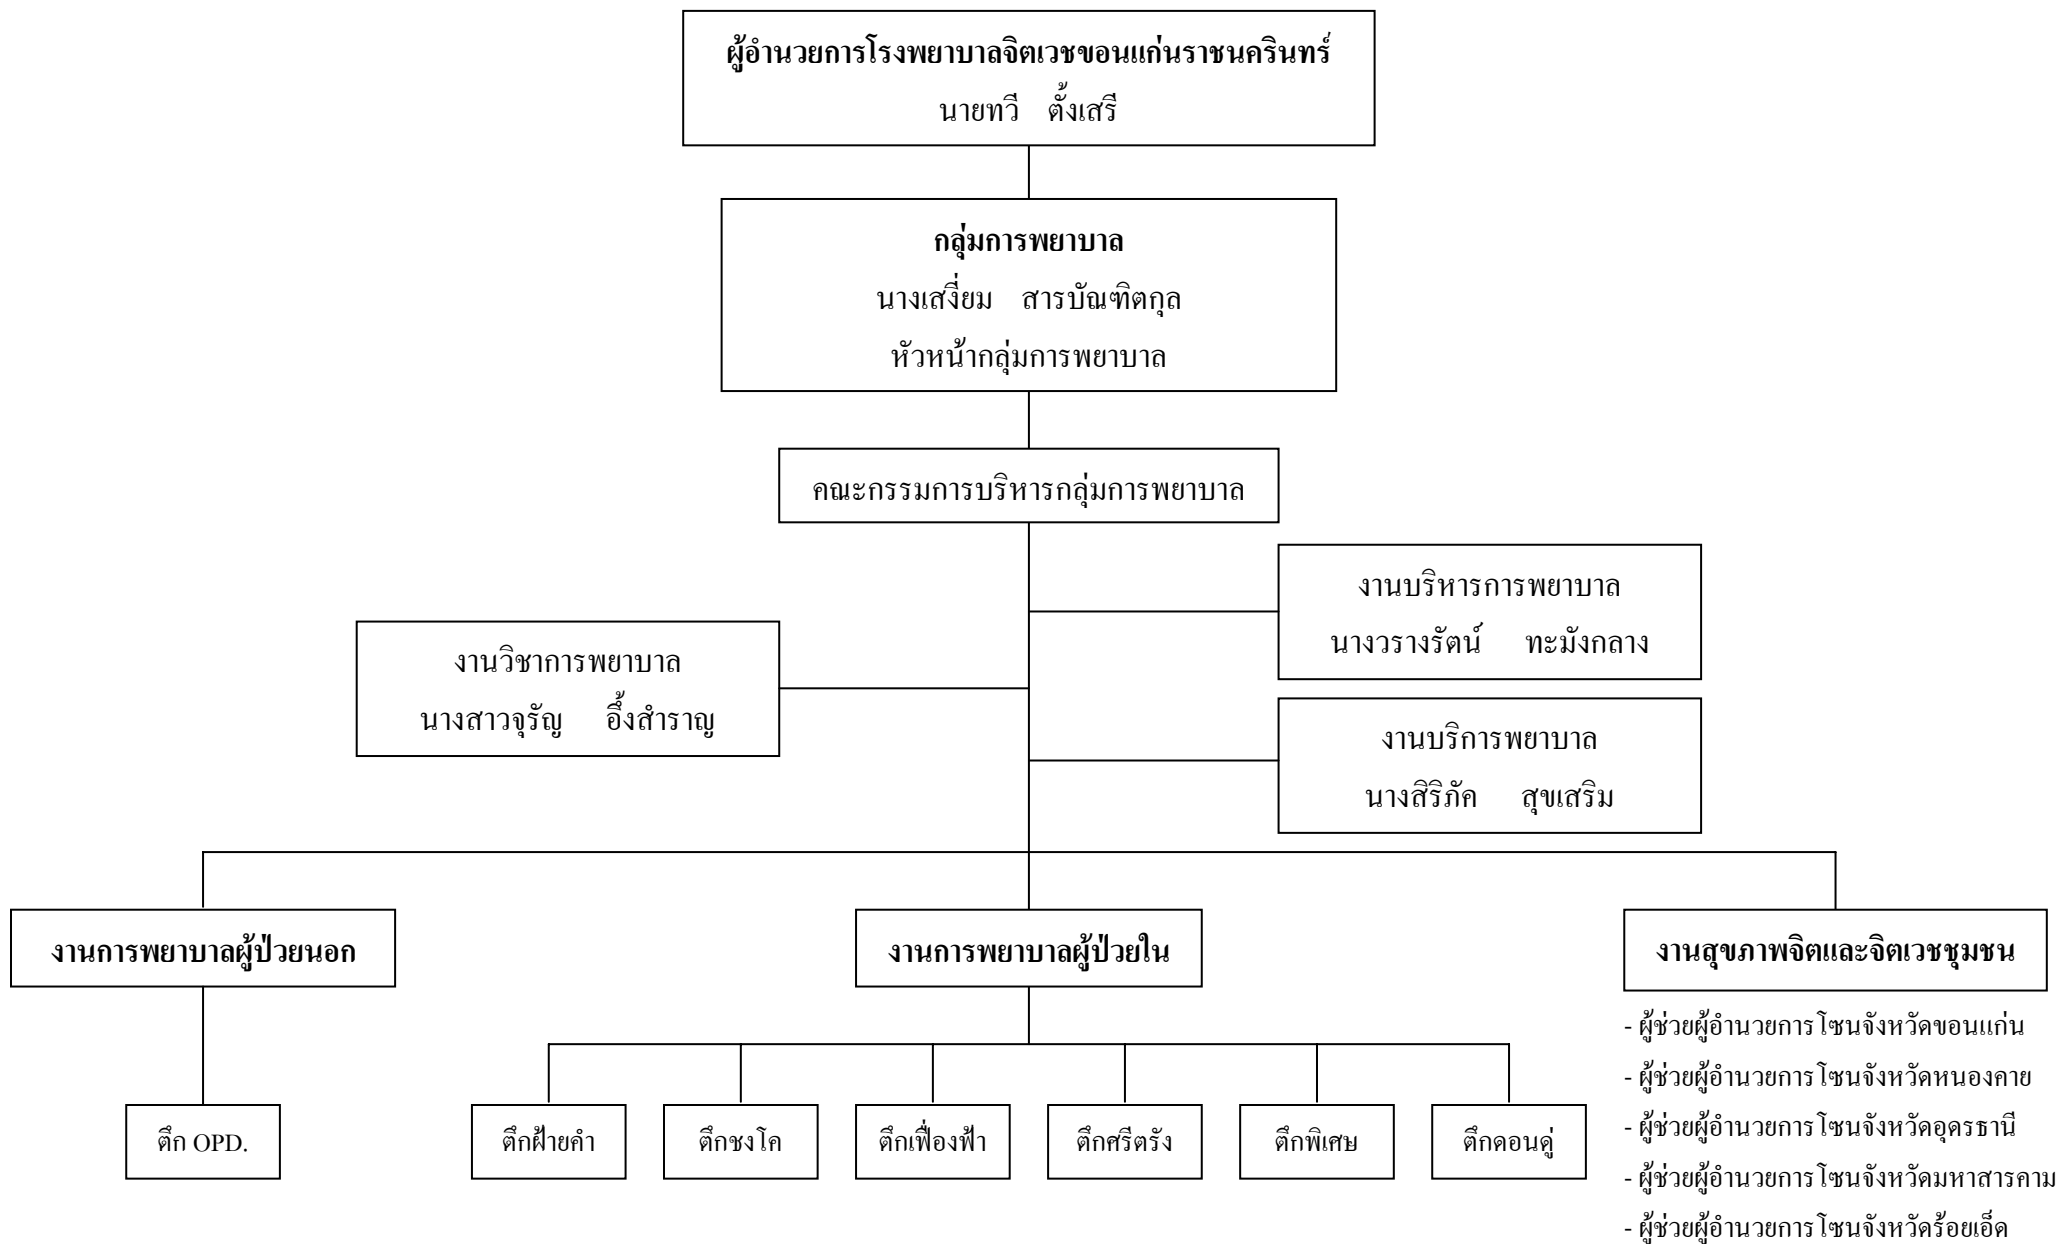 ผู้อำนวยการโรงพยาบาลจิตเวชขอนแก่นราชนครินทร์
นายทวี ตั้งเสรี
กลุ่มการพยาบาล
นางเสงี่ยม สารบัณฑิตกุล
หัวหน้ากลุ่มการพยาบาล
คณะกรรมการบริหารกลุ่มการพยาบาล
งานบริหารการพยาบาล
นางวรางรัตน์ ทะมังกลาง
งานวิชาการพยาบาล
นางสาวจุรัญ อึ้งสำราญ
งานบริการพยาบาล
นางสิริภัค สุขเสริม
งานการพยาบาลผู้ป่วยนอก
งานการพยาบาลผู้ป่วยใน
งานสุขภาพจิตและจิตเวชชุมชน
ตึก OPD.
ตึกฝ้ายคำ
ตึกชงโค
ตึกเฟื่องฟ้า
ตึกศรีตรัง
ตึกพิเศษ
ตึกดอนดู่
- ผู้ช่วยผู้อำนวยการโซนจังหวัดขอนแก่น
- ผู้ช่วยผู้อำนวยการโซนจังหวัดหนองคาย
- ผู้ช่วยผู้อำนวยการโซนจังหวัดอุดรธานี
- ผู้ช่วยผู้อำนวยการโซนจังหวัดมหาสารคาม
- ผู้ช่วยผู้อำนวยการโซนจังหวัดร้อยเอ็ด